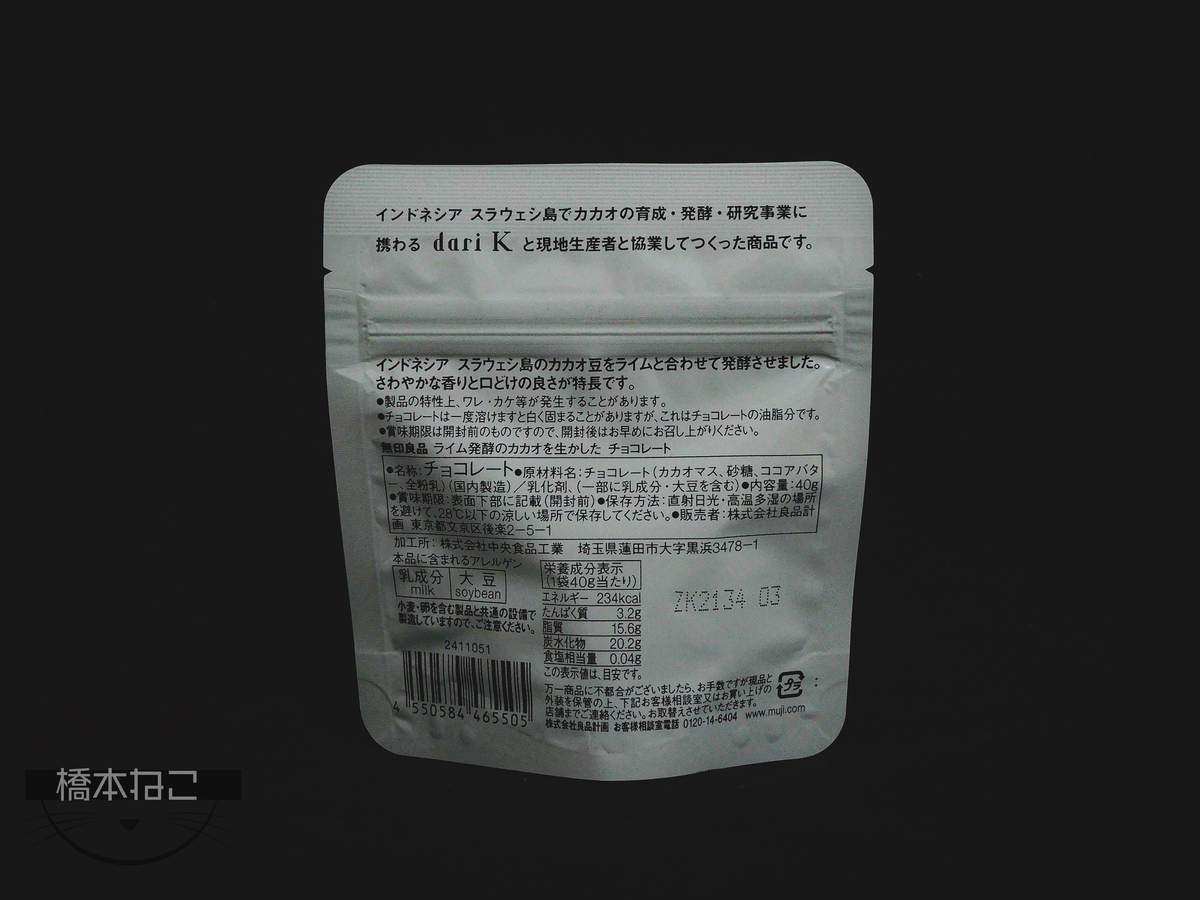 インドネシア スラウェシ島でカカオの育成・発酵・研究事業に
携わる dari K と現地生産者と協業してつくった商品です。
インドネシア スラウェシ島のカカオ豆をライムと合わせて発酵させました。
さわやかな香りと口どけの良さが特長です。
●製品の特性上、ワレ・カケ等が発生することがあります。
●チョコレートは一度溶けますと白く固まることがありますが、これはチョコレートの油脂分です。
●賞味期限は開封前のものですので、開封後はお早めにお召し上がりください。
無印良品 ライム発酵のカカオを生かした チョコレート
●名称:チョコレート●原材料名:チョコレート(カカオマス、砂糖、ココアバタ
ー、全粉乳)(国内製造)/乳化剤、(一部に乳成分・大豆を含む)●内容量:40g
●賞味期限:表面下部に記載(開封前)●保存方法:直射日光・高温多湿の場所
を避けて、28℃以下の涼しい場所で保存してください。●販売者:株式会社良品計
画 東京都文京区後楽2−5−1
加工所:株式会社中央食品工業 埼玉県蓮田市大字黒浜3478−1
本品に含まれるアレルゲン
乳成分 大豆
milk soybean
小麦・卵を含む製品と共通の設備で
製造していますので、ご注意ください。
2411051
4 550584 465505
栄養成分表示
(1袋40g当たり)
エネルギー 234kcal
たんぱく質 3.2g
脂質 15.6g
炭水化物 20.2g
食塩相当量 0.04g
この表示値は、目安です。
ZK2134 03
万一商品に不都合がございましたら、お手数ですが現品と
外装を保管の上、下記お客様相談室又はお買い上げの
店舗までご連絡ください。お取替えさせていただきます。
株式会社良品計画 お客様相談室電話 0120-14-6404 www.muji.com
プラ
橋本ねこ